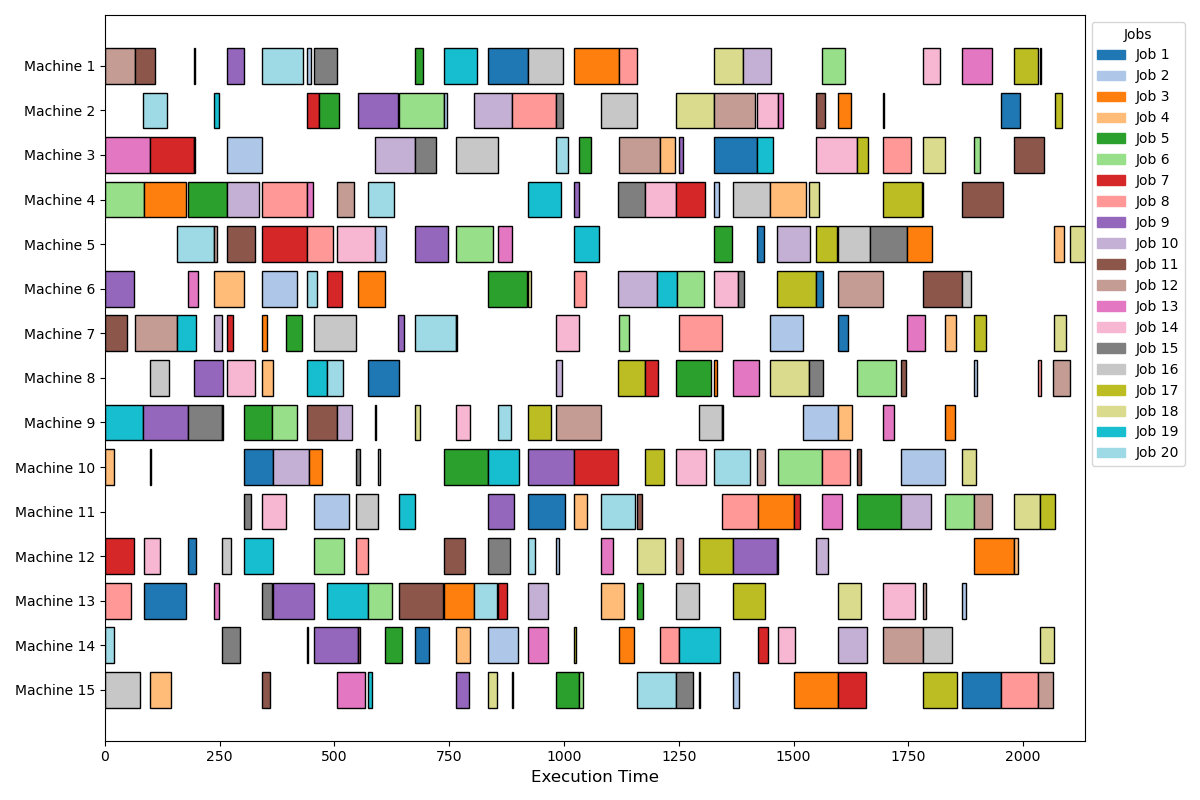 Machine 1
Machine 2
Machine 3
Machine 4
Machine 5
Machine 6
Machine 7
Machine 8
Machine 9
Machine 10
Machine 11
Machine 12
Machine 13
Machine 14
Machine 15
0 250 500 750 1000 1250 1500 1750 2000
Execution Time
Jobs
Job 1
Job 2
Job 3
Job 4
Job 5
Job 6
Job 7
Job 8
Job 9
Job 10
Job 11
Job 12
Job 13
Job 14
Job 15
Job 16
Job 17
Job 18
Job 19
Job 20